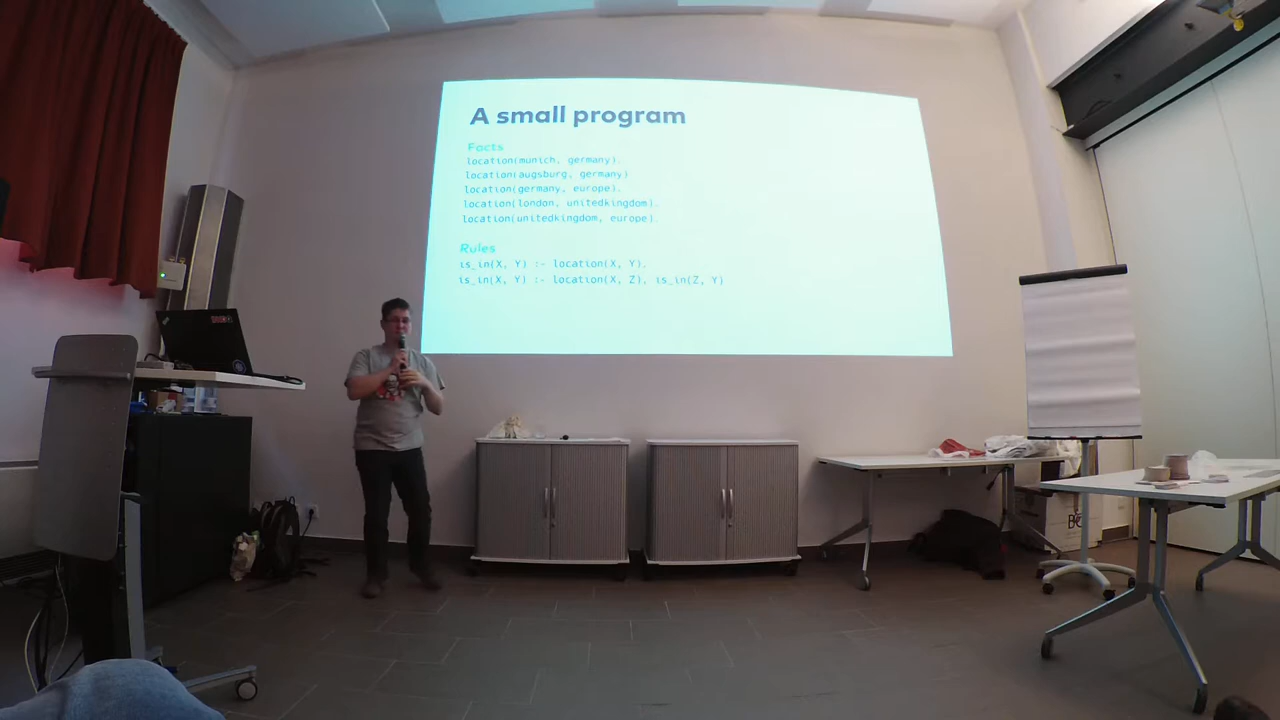 A small program
Facts
location(munich, germany).
location(augsburg, germany)
location(germany, europe).
location(london, unitedkingdom).
location(unitedkingdom, europe).
Rules
is_in(X, Y) :- location(X, Y).
is_in(X, Y) :- location(X, Z), is_in(Z, Y)